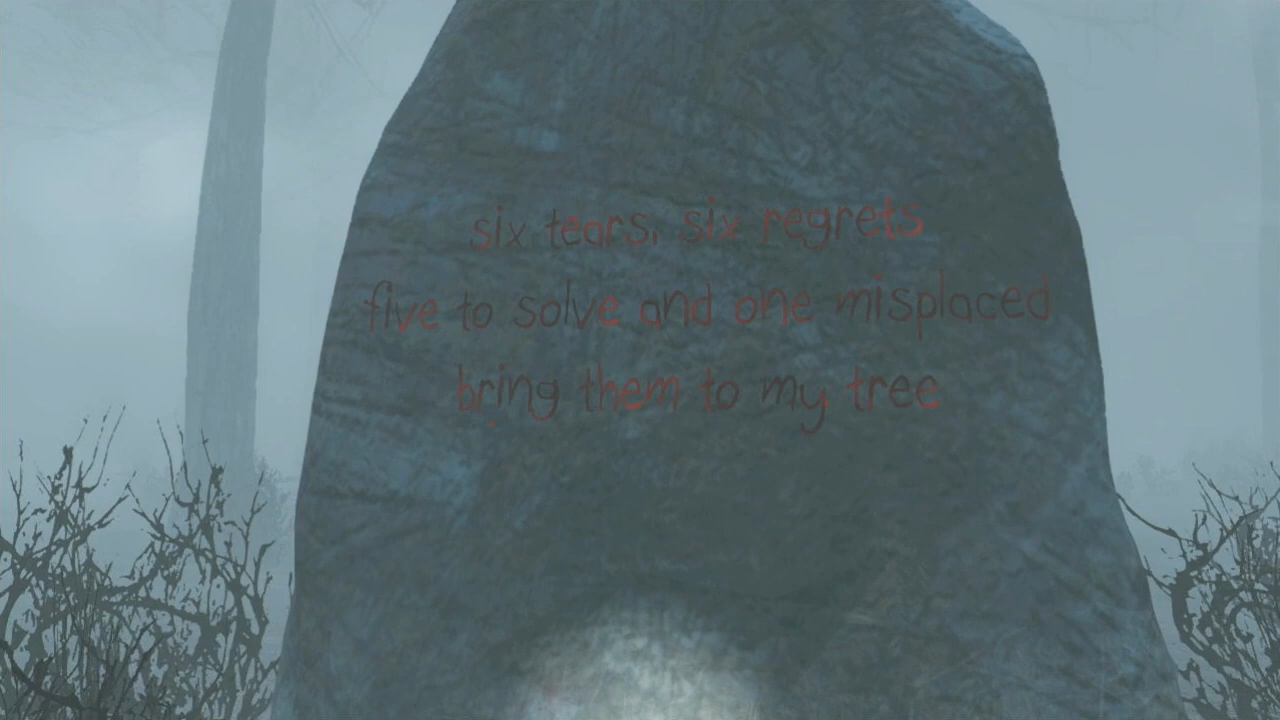 six tears, six regrets
five to solve and one misplaced
bring them to my tree